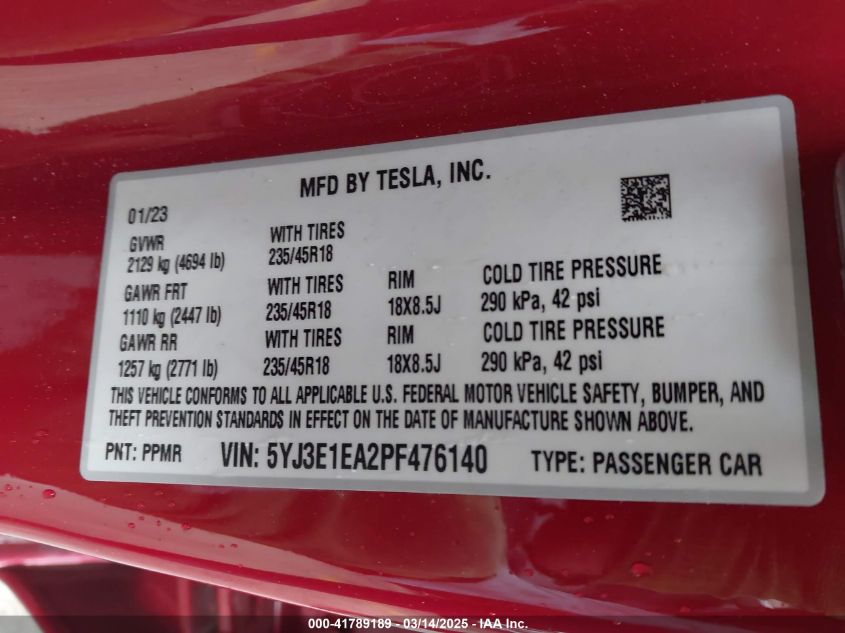 MFD BY TESLA, INC.
01/23
GVWR WITH TIRES
2129 kg (4694 lb) 235/45R18
GAWR FRT WITH TIRES RIM COLD TIRE PRESSURE
1110 kg (2447 lb) 235/45R18 18X8.5J 290 kPa, 42 psi
GAWR RR WITH TIRES RIM COLD TIRE PRESSURE
1257 kg (2771 lb) 235/45R18 18X8.5J 290 kPa, 42 psi
THIS VEHICLE CONFORMS TO ALL APPLICABLE U.S. FEDERAL MOTOR VEHICLE SAFETY, BUMPER, AND
THEFT PREVENTION STANDARDS IN EFFECT ON THE DATE OF MANUFACTURE SHOWN ABOVE.
PNT: PPMR VIN: 5YJ3E1EA2PF476140 TYPE: PASSENGER CAR
000-41789189 - 03/14/2025 - IAA Inc.